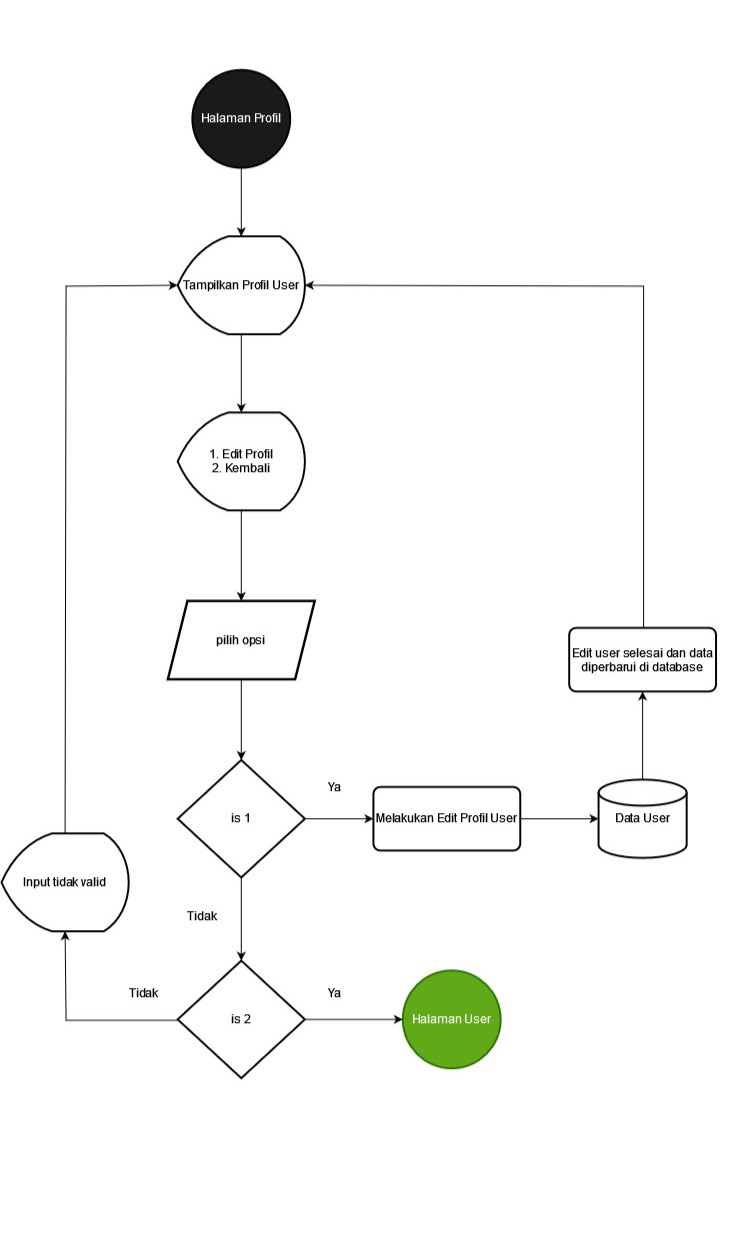 Halaman Profil
Tampilkan Profil User
1. Edit Profil
2. Kembali
pilih opsi
Edit user selesai dan data
diperbarui di database
is 1
Ya
Melakukan Edit Profil User
Data User
Input tidak valid
Tidak
Tidak
is 2
Ya
Halaman User